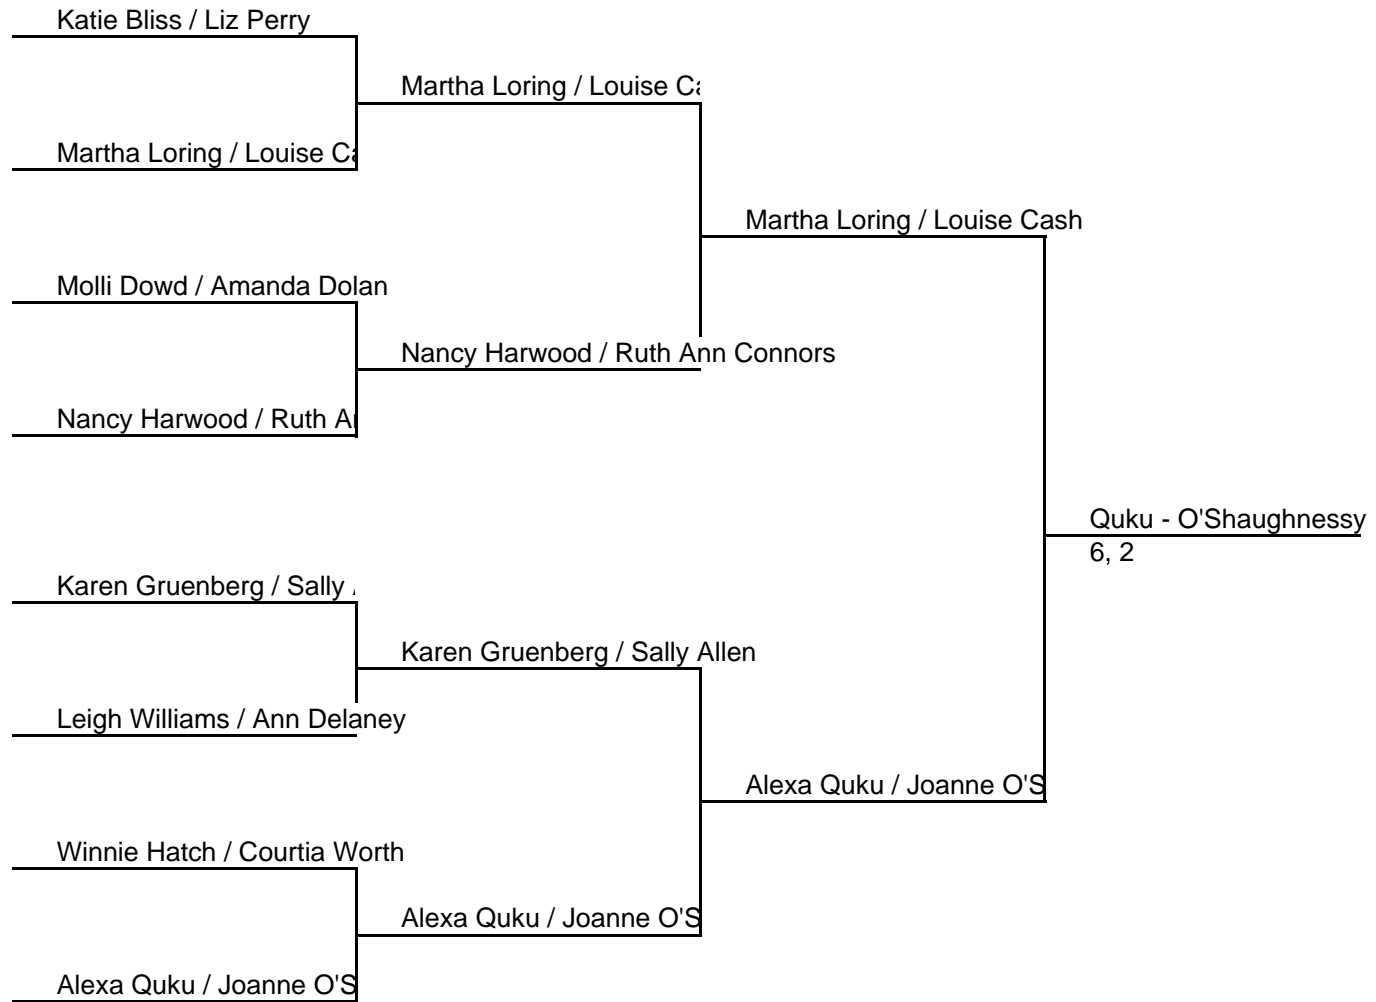 Katie Bliss / Liz Perry
Martha Loring / Louise Ca
Martha Loring / Louise Ca
Martha Loring / Louise Cash
Molli Dowd / Amanda Dolan
Nancy Harwood / Ruth Ann Connors
Nancy Harwood / Ruth A
Quku - O'Shaughnessy
6, 2
Karen Gruenberg / Sally
Karen Gruenberg / Sally Allen
Leigh Williams / Ann Delaney
Alexa Quku / Joanne O'S
Winnie Hatch / Courtia Worth
Alexa Quku / Joanne O'S
Alexa Quku / Joanne O'S